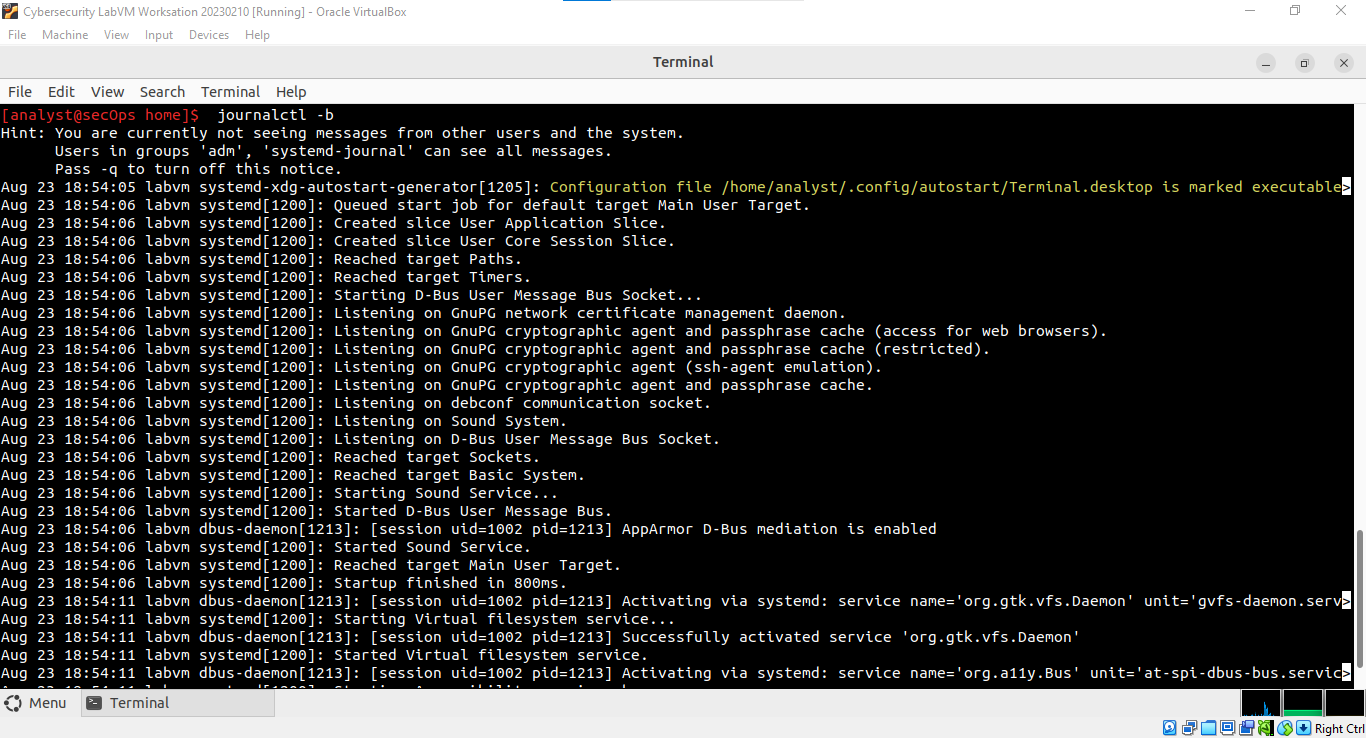 Cybersecurity LabVM Worksation 20230210 [Running] - Oracle VirtualBox
File Machine View Input Devices Help
Terminal
File Edit View Search Terminal Help
[analyst@secOps home]$  journalctl -b
Hint: You are currently not seeing messages from other users and the system.
      Users in groups 'adm', 'systemd-journal' can see all messages.
      Pass -q to turn off this notice.
Aug 23 18:54:05 labvm systemd-xdg-autostart-generator[1205]: Configuration file /home/analyst/.config/autostart/Terminal.desktop is marked executable>
Aug 23 18:54:06 labvm systemd[1200]: Queued start job for default target Main User Target.
Aug 23 18:54:06 labvm systemd[1200]: Created slice User Application Slice.
Aug 23 18:54:06 labvm systemd[1200]: Created slice User Core Session Slice.
Aug 23 18:54:06 labvm systemd[1200]: Reached target Paths.
Aug 23 18:54:06 labvm systemd[1200]: Reached target Timers.
Aug 23 18:54:06 labvm systemd[1200]: Starting D-Bus User Message Bus Socket...
Aug 23 18:54:06 labvm systemd[1200]: Listening on GnuPG network certificate management daemon.
Aug 23 18:54:06 labvm systemd[1200]: Listening on GnuPG cryptographic agent and passphrase cache (access for web browsers).
Aug 23 18:54:06 labvm systemd[1200]: Listening on GnuPG cryptographic agent and passphrase cache (restricted).
Aug 23 18:54:06 labvm systemd[1200]: Listening on GnuPG cryptographic agent (ssh-agent emulation).
Aug 23 18:54:06 labvm systemd[1200]: Listening on GnuPG cryptographic agent and passphrase cache.
Aug 23 18:54:06 labvm systemd[1200]: Listening on debconf communication socket.
Aug 23 18:54:06 labvm systemd[1200]: Listening on Sound System.
Aug 23 18:54:06 labvm systemd[1200]: Listening on D-Bus User Message Bus Socket.
Aug 23 18:54:06 labvm systemd[1200]: Reached target Sockets.
Aug 23 18:54:06 labvm systemd[1200]: Reached target Basic System.
Aug 23 18:54:06 labvm systemd[1200]: Starting Sound Service...
Aug 23 18:54:06 labvm systemd[1200]: Started D-Bus User Message Bus.
Aug 23 18:54:06 labvm dbus-daemon[1213]: [session uid=1002 pid=1213] AppArmor D-Bus mediation is enabled
Aug 23 18:54:06 labvm systemd[1200]: Started Sound Service.
Aug 23 18:54:06 labvm systemd[1200]: Reached target Main User Target.
Aug 23 18:54:06 labvm systemd[1200]: Startup finished in 800ms.
Aug 23 18:54:11 labvm dbus-daemon[1213]: [session uid=1002 pid=1213] Activating via systemd: service name='org.gtk.vfs.Daemon' unit='gvfs-daemon.serv>
Aug 23 18:54:11 labvm systemd[1200]: Starting Virtual filesystem service...
Aug 23 18:54:11 labvm dbus-daemon[1213]: [session uid=1002 pid=1213] Successfully activated service 'org.gtk.vfs.Daemon'
Aug 23 18:54:11 labvm systemd[1200]: Started Virtual filesystem service.
Aug 23 18:54:11 labvm dbus-daemon[1213]: [session uid=1002 pid=1213] Activating via systemd: service name='org.a11y.Bus' unit='at-spi-dbus-bus.servic>
Menu Terminal
Right Ctrl